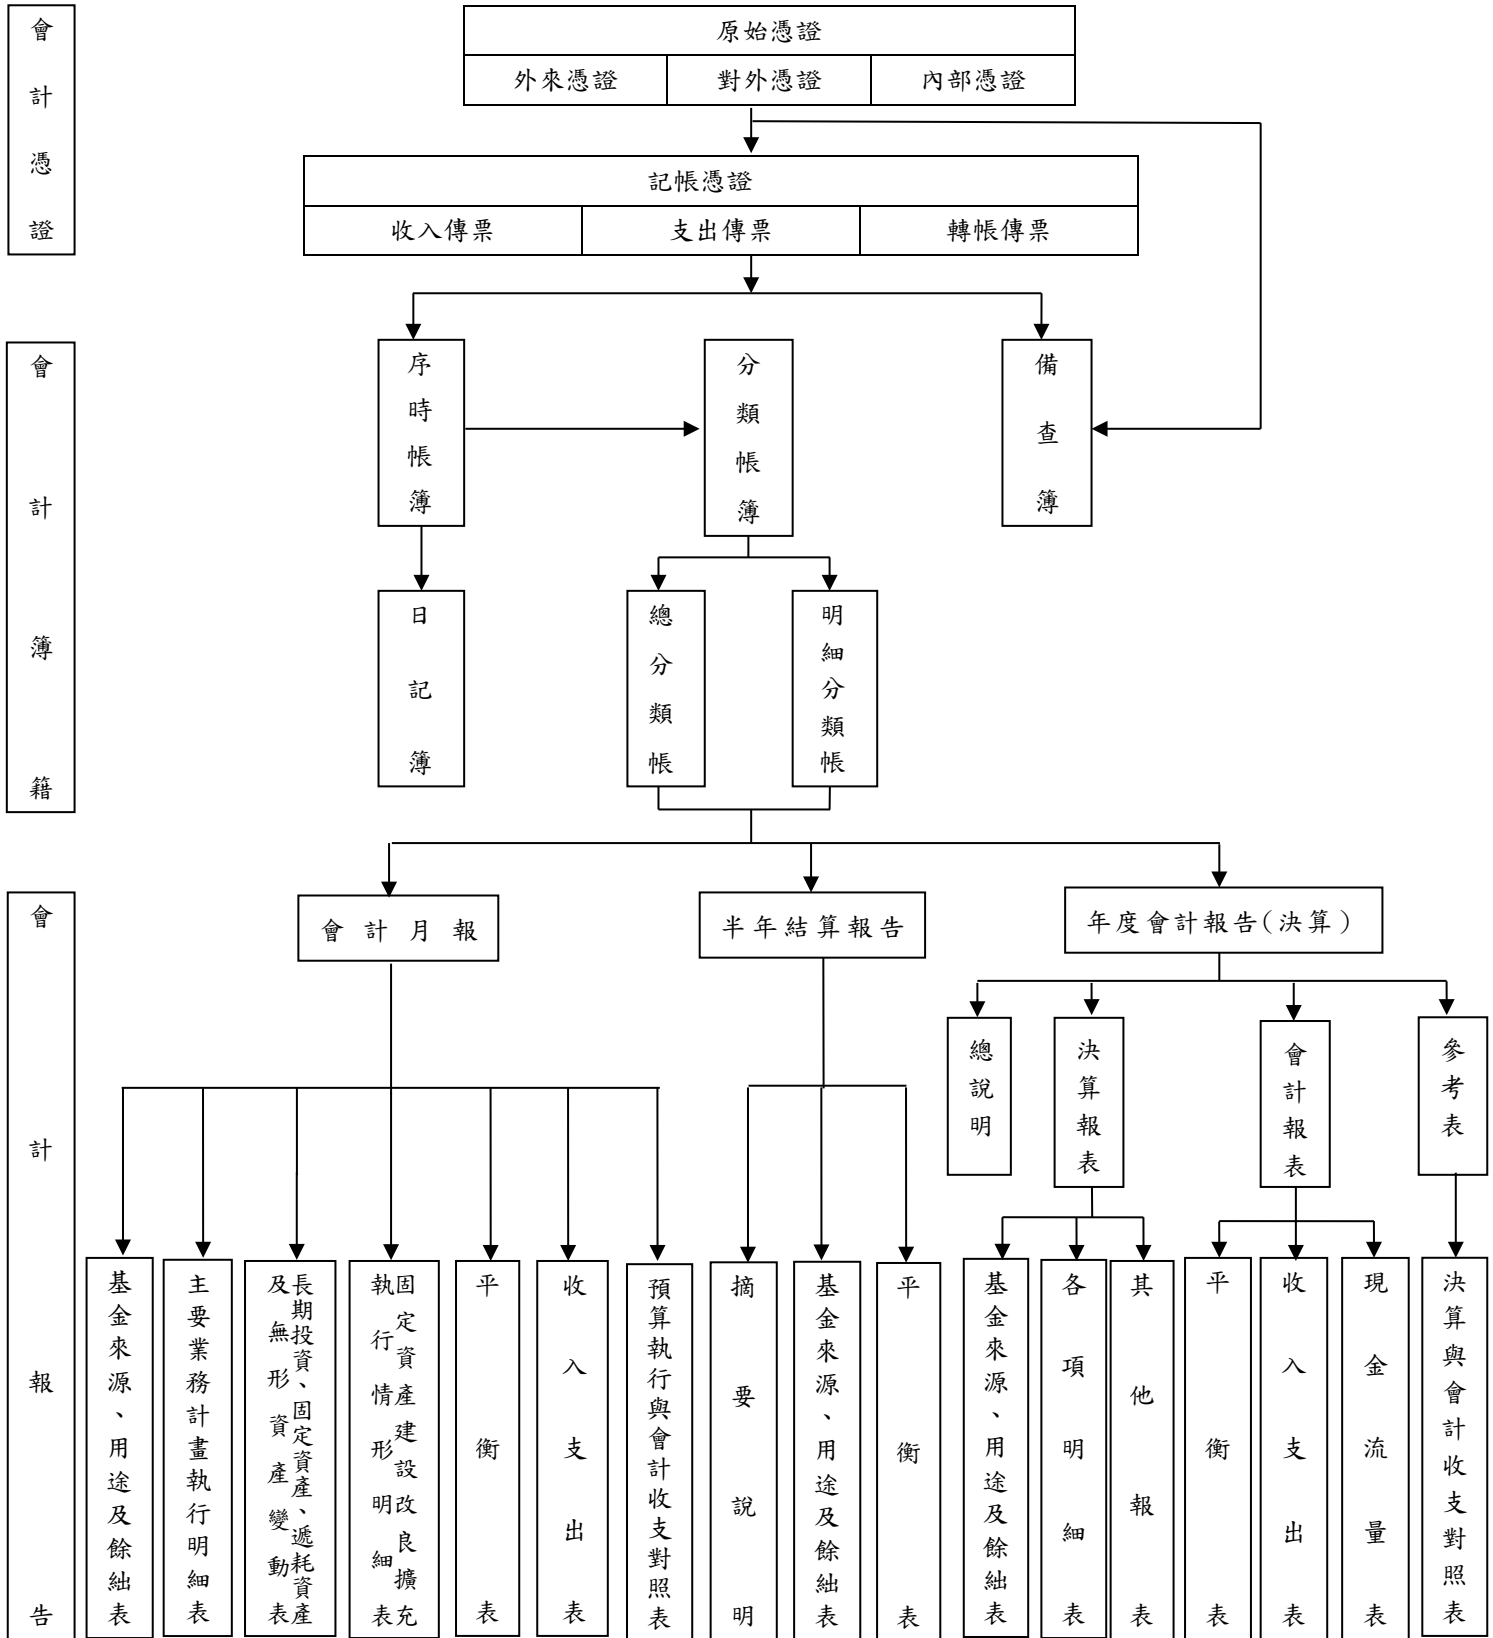 會計憑證
原始憑證
外來憑證
對外憑證
內部憑證
記帳憑證
收入傳票
支出傳票
轉帳傳票
會計簿籍
序時帳簿
分類帳簿
備查簿
日記簿
總分類帳
明細分類帳
會計報告
會計月報
半年結算報告
年度會計報告(決算)
總說明
決算報表
會計報表
參考表
基金來源、用途及餘絀表
主要業務計畫執行明細表
長期投資、固定資產、遞耗資產
及無形資產變動表
固定資產建設改良擴充
執行情形明細表
平衡表
收入支出表
預算執行與會計收支對照表
摘要說明
基金來源、用途及餘絀表
平衡表
基金來源、用途及餘絀表
各項明細表
其他報表
平衡表
收入支出表
現金流量表
決算與會計收支對照表